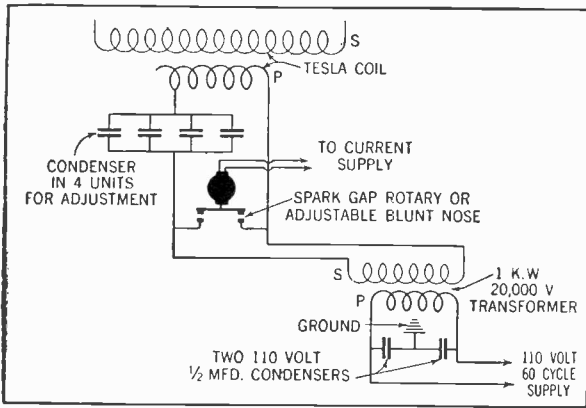 S
TESLA COIL
P
CONDENSER
IN 4 UNITS
FOR ADJUSTMENT
TO CURRENT
SUPPLY
SPARK GAP ROTARY OR
ADJUSTABLE BLUNT NOSE
S
P
1 K.W
20,000 V
TRANSFORMER
GROUND
TWO 110 VOLT
½ MFD. CONDENSERS
110 VOLT
60 CYCLE
SUPPLY